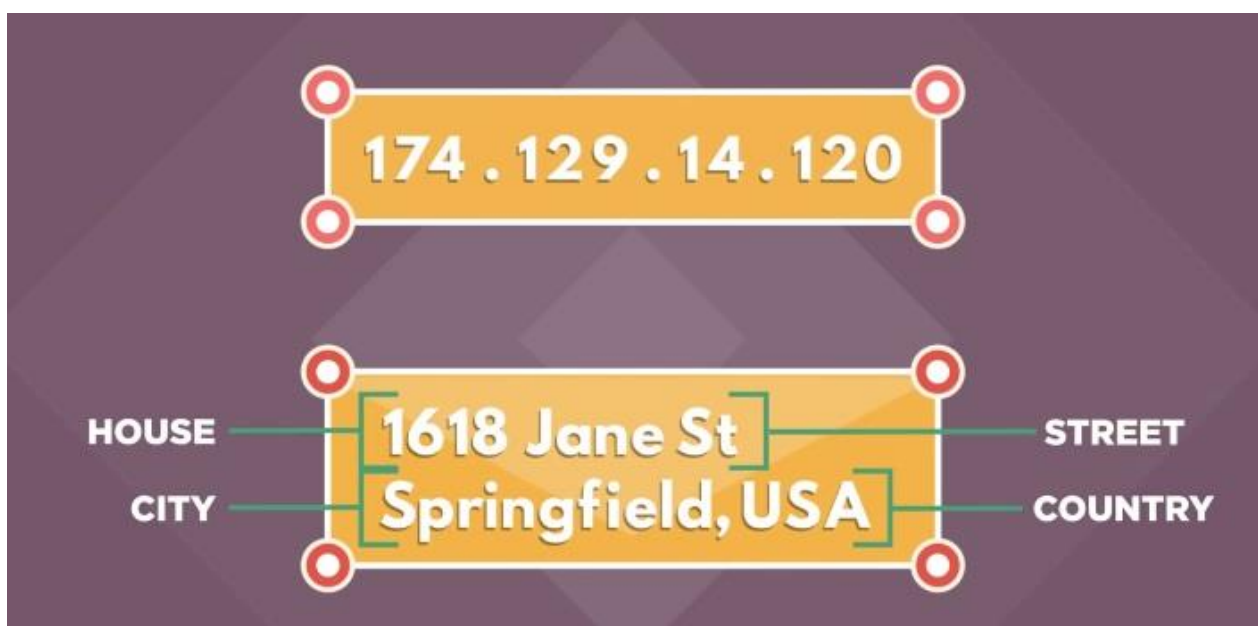 174 . 129 . 14 . 120
HOUSE 1618 Jane St STREET
CITY Springfield, USA COUNTRY